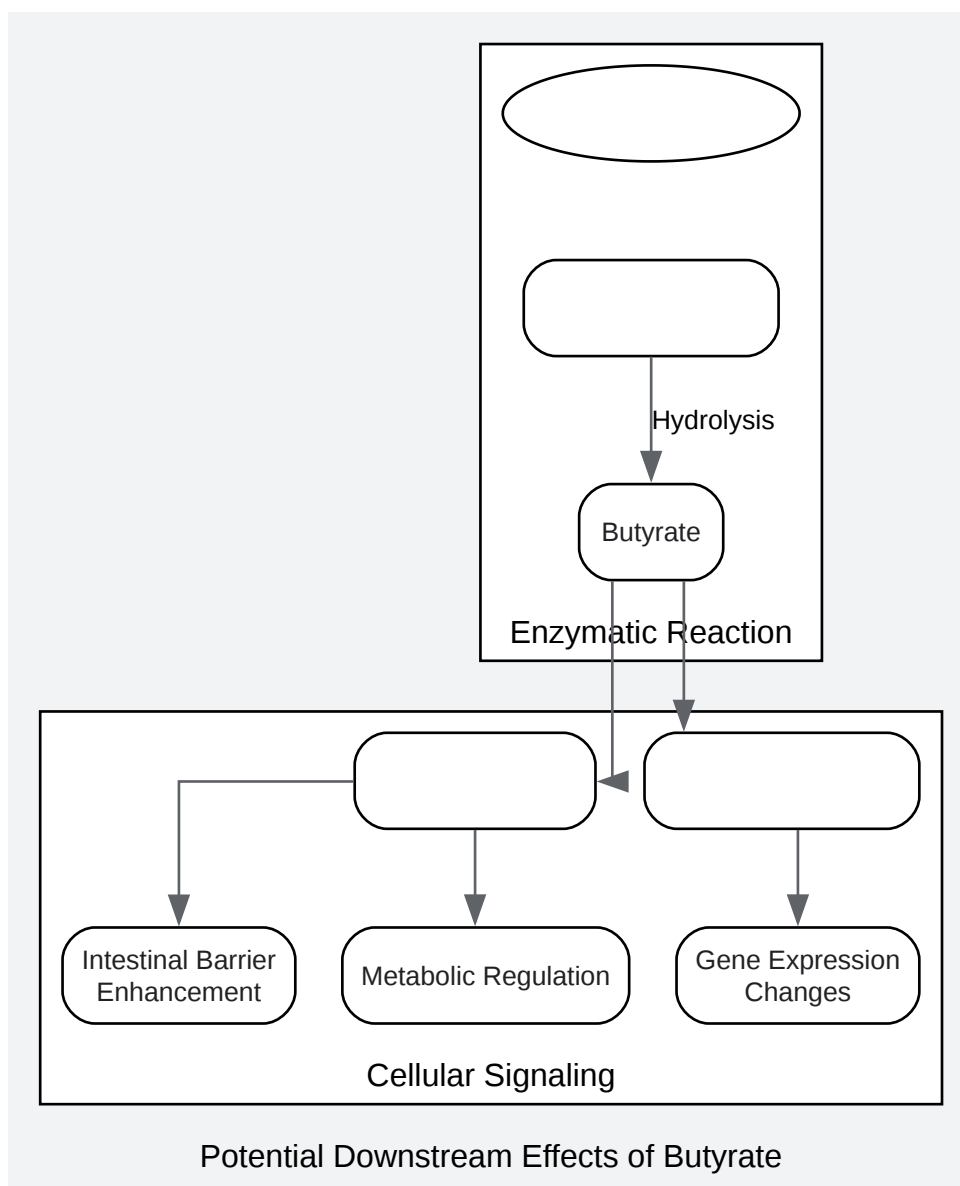 Hydrolysis
Butyrate
Enzymatic Reaction
Intestinal Barrier
Enhancement
Metabolic Regulation
Gene Expression
Changes
Cellular Signaling
Potential Downstream Effects of Butyrate